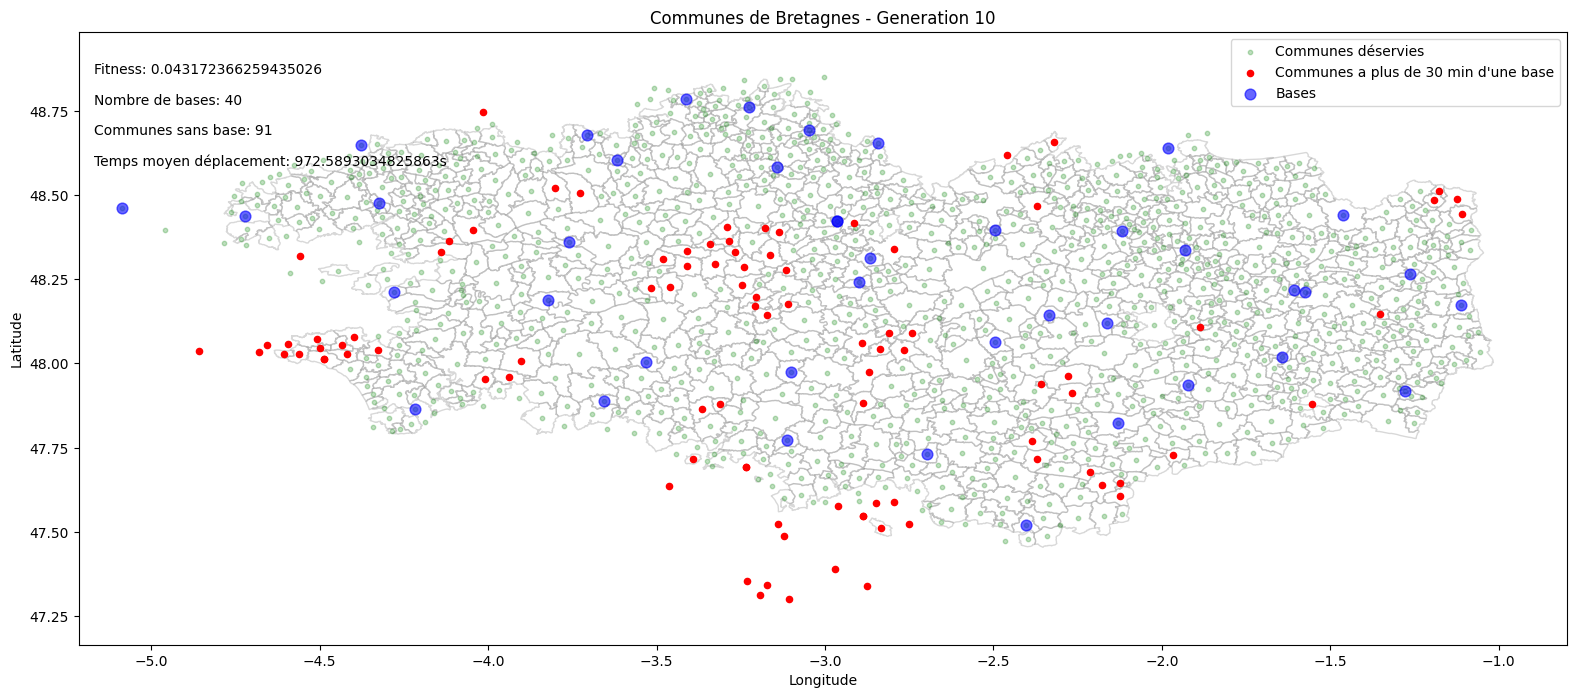 Communes de Bretagnes - Generation 10
Fitness: 0.043172366259435026
Nombre de bases: 40
Communes sans base: 91
Temps moyen déplacement: 972.5893034825863s
Communes déservies
Communes a plus de 30 min d'une base
Bases
Latitude
48.75
48.50
48.25
48.00
47.75
47.50
47.25
−5.0 −4.5 −4.0 −3.5 −3.0 −2.5 −2.0 −1.5 −1.0
Longitude